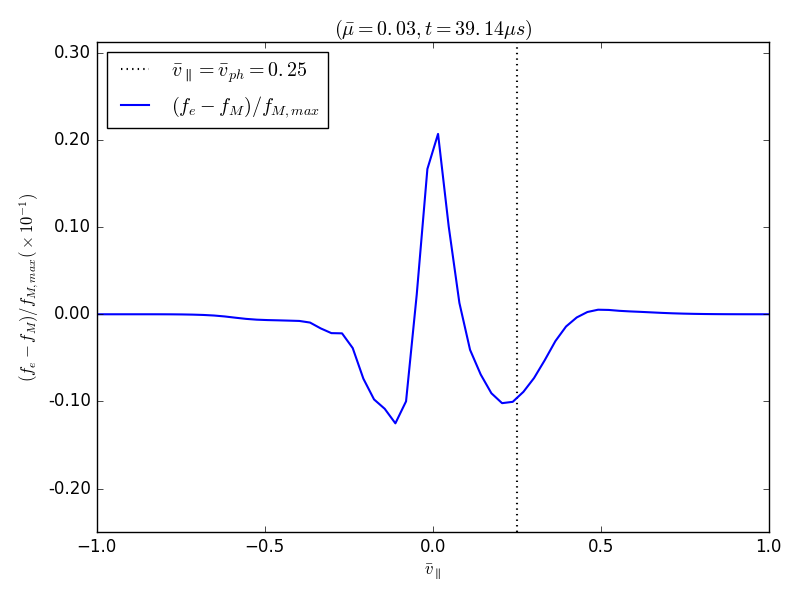 (μ̄ = 0.03, t = 39.14μs)
v̄∥ = v̄ph = 0.25
(fe − fM)/fM,max
0.30
0.20
0.10
0.00
-0.10
-0.20
(fe − fM)/fM,max(×10⁻¹)
−1.0 −0.5 0.0 0.5 1.0
v̄∥